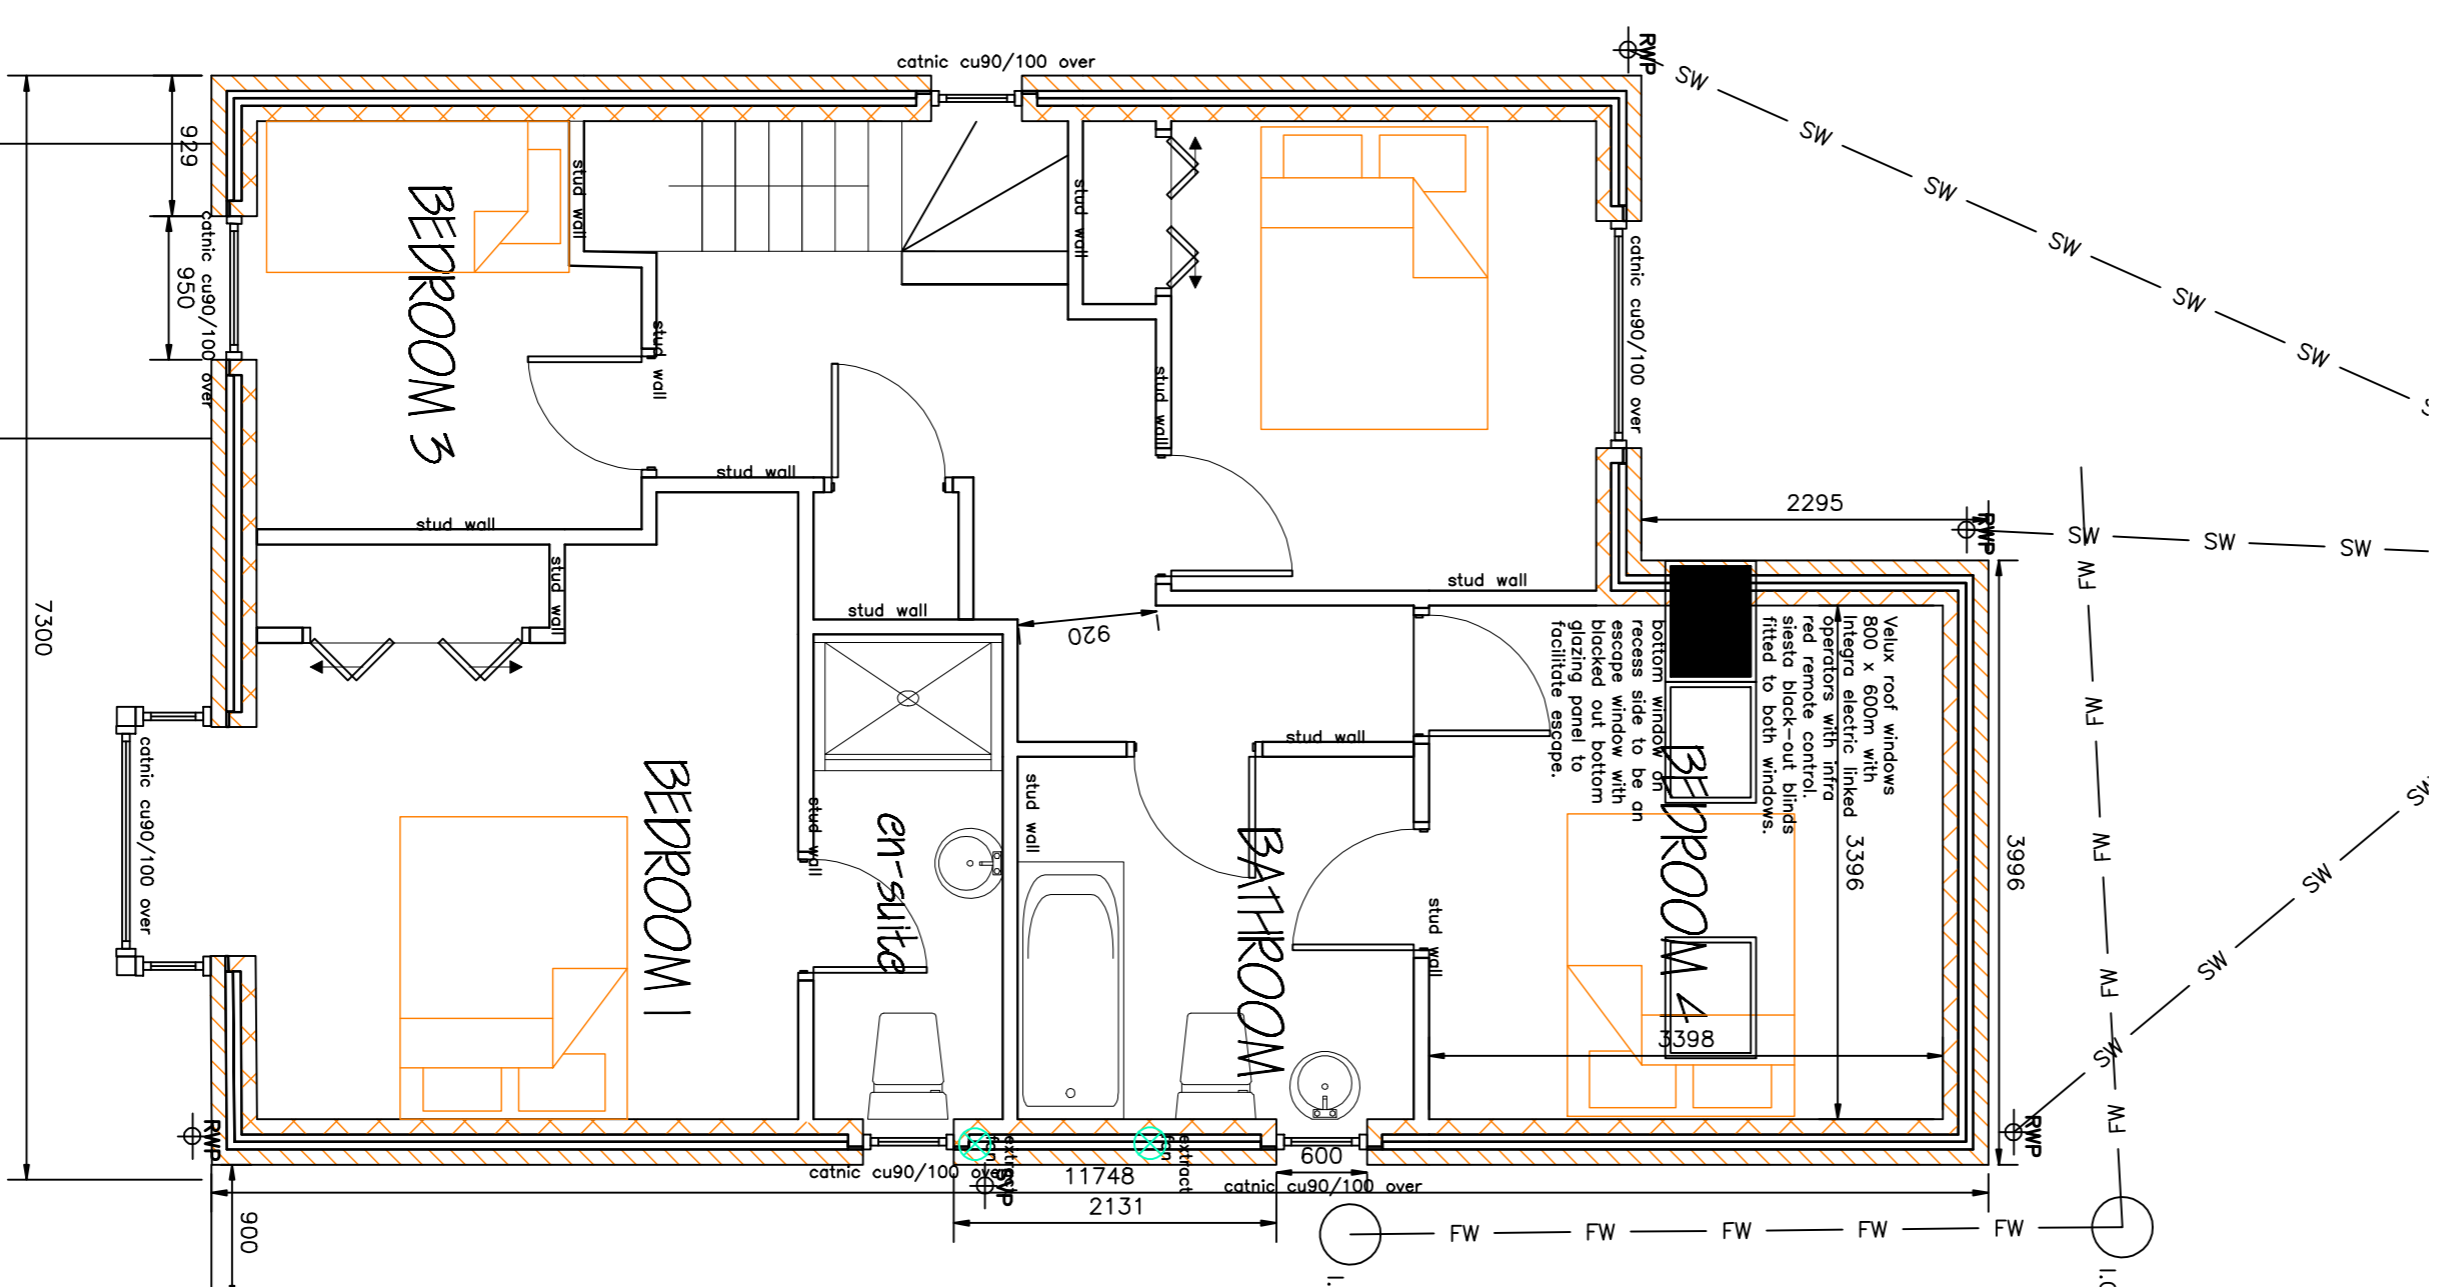 catnic cu90/100 over
RWP
SW
SW
SW
SW
SW
SW
929
950
catnic cu90/100 over
7300
BEDROOM 3
stud wall
stud wall
stud wall
stud wall
stud wall
stud wall
stud wall
stud wall
catnic cu90/100 over
2295
RWP
SW
SW
SW
FW
FW
FW
FW
FW
stud wall
stud wall
920
Velux roof windows
800 x 600m with
Integra electric linked
operators with infra
red remote control.
siesta black-out blinds
fitted to both windows.
bottom window on
recess side to be an
escape window with
blacked out bottom
glazing panel to
facilitate escape.
3396
3996
BEDROOM 4
3398
stud wall
stud wall
stud wall
stud wall
catnic cu90/100 over
BEDROOM 1
en-suite
BATHROOM
SW
SW
SW
SW
RWP
RWP
extract
fan
extract
fan
SVP
catnic cu90/100 over
600
catnic cu90/100 over
11748
2131
900
FW
FW
FW
FW
FW